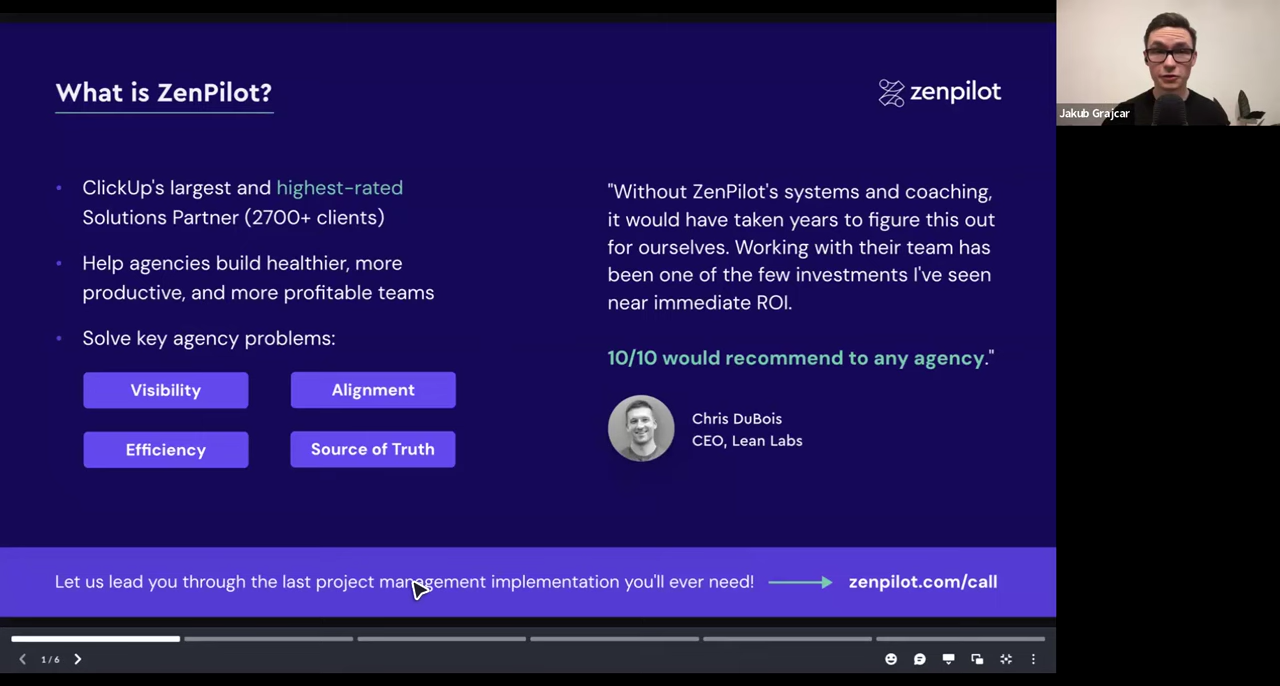 What is ZenPilot?
zenpilot
• ClickUp's largest and highest-rated
Solutions Partner (2700+ clients)
• Help agencies build healthier, more
productive, and more profitable teams
• Solve key agency problems:
Visibility
Alignment
Efficiency
Source of Truth
"Without ZenPilot's systems and coaching,
it would have taken years to figure this out
for ourselves. Working with their team has
been one of the few investments I've seen
near immediate ROI.
10/10 would recommend to any agency."
Chris DuBois
CEO, Lean Labs
Let us lead you through the last project management implementation you'll ever need!
zenpilot.com/call
1/6
Jakub Grajcar